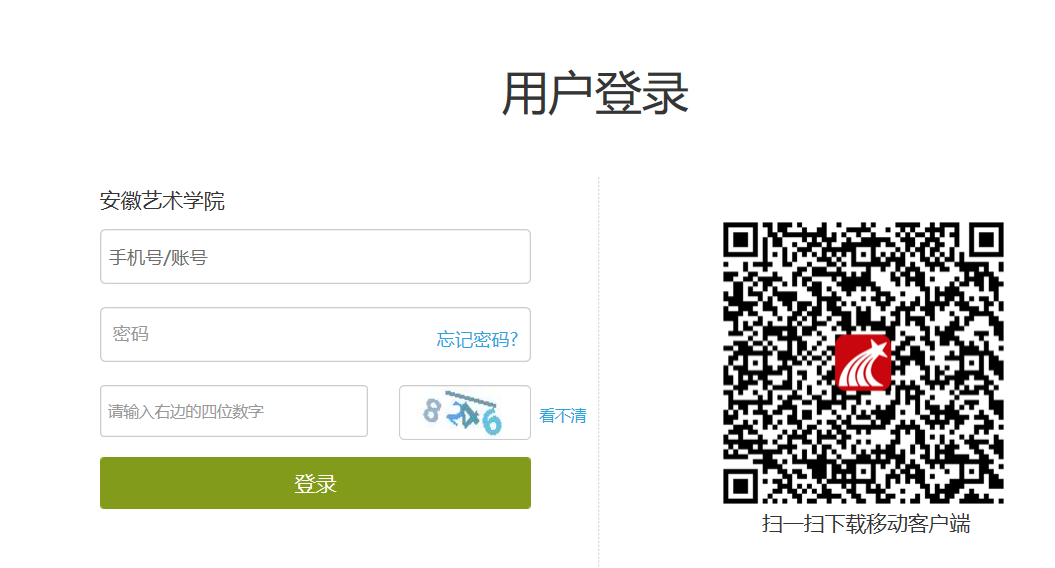 用户登录
安徽艺术学院
手机号/账号
密码
忘记密码?
请输入右边的四位数字
看不清
登录
扫一扫下载移动客户端